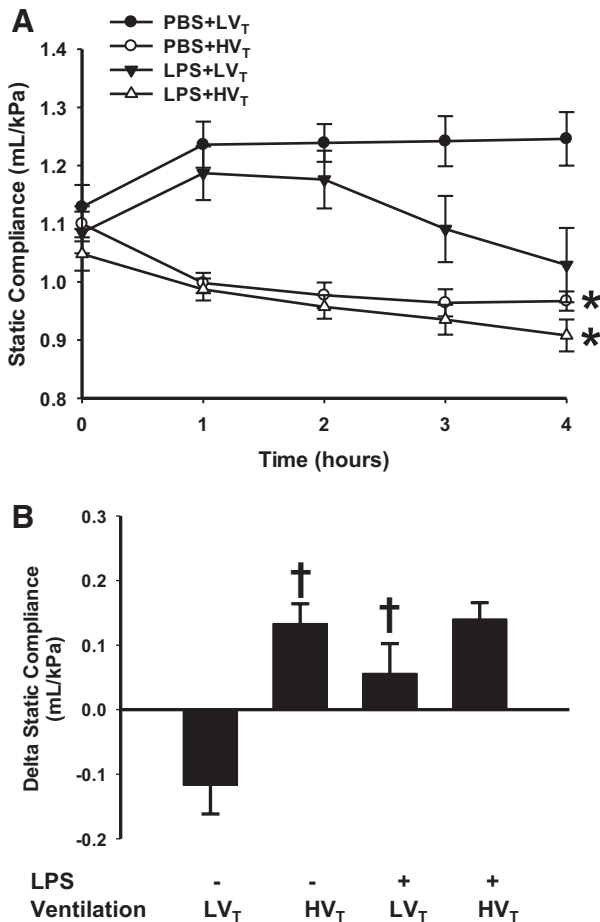 A
PBS+LVT
PBS+HVT
LPS+LVT
LPS+HVT
Static Compliance (mL/kPa)
1.4
1.3
1.2
1.1
1.0
0.9
0.8
*
*
0 1 2 3 4
Time (hours)
B
Delta Static Compliance
(mL/kPa)
0.3
0.2
0.1
0.0
-0.1
-0.2
†
†
LPS - - + +
Ventilation LVT HVT LVT HVT